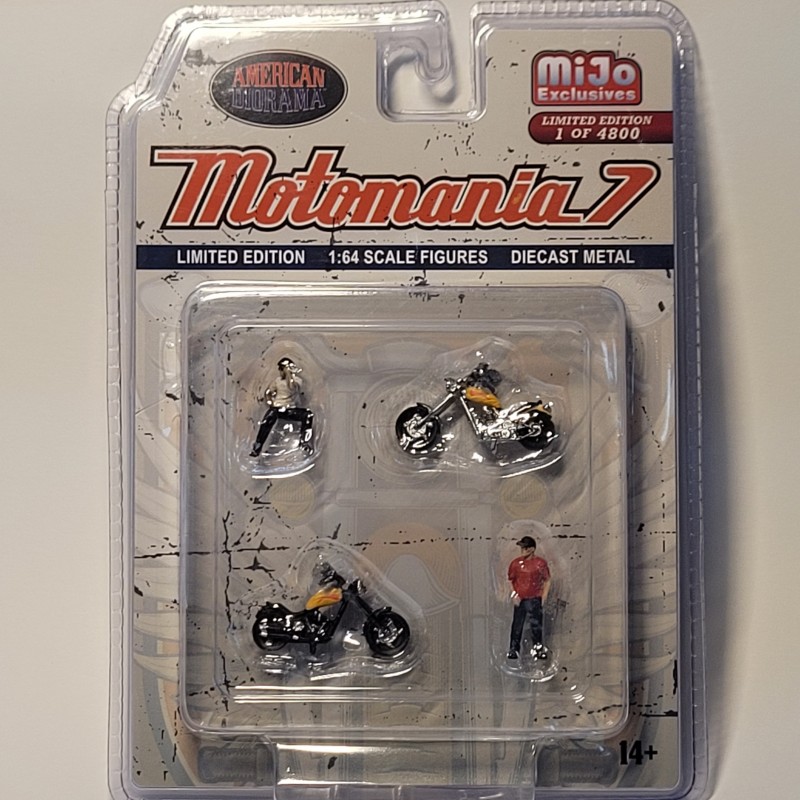 AMERICAN
DIORAMA
MiJo
Exclusives
LIMITED EDITION
1 OF 4800
Motomania 7
LIMITED EDITION 1:64 SCALE FIGURES DIECAST METAL
14+